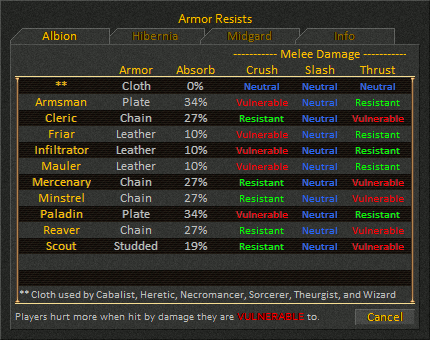 Armor Resists
Albion Hibernia Midgard Info
----------- Melee Damage -----------
Armor Absorb Crush Slash Thrust
** Cloth 0% Neutral Neutral Neutral
Armsman Plate 34% Vulnerable Neutral Resistant
Cleric Chain 27% Resistant Neutral Vulnerable
Friar Leather 10% Vulnerable Neutral Resistant
Infiltrator Leather 10% Vulnerable Neutral Resistant
Mauler Leather 10% Vulnerable Neutral Resistant
Mercenary Chain 27% Resistant Neutral Vulnerable
Minstrel Chain 27% Resistant Neutral Vulnerable
Paladin Plate 34% Vulnerable Neutral Resistant
Reaver Chain 27% Resistant Neutral Vulnerable
Scout Studded 19% Resistant Neutral Vulnerable
** Cloth used by Cabalist, Heretic, Necromancer, Sorcerer, Theurgist, and Wizard
Players hurt more when hit by damage they are VULNERABLE to.
Cancel